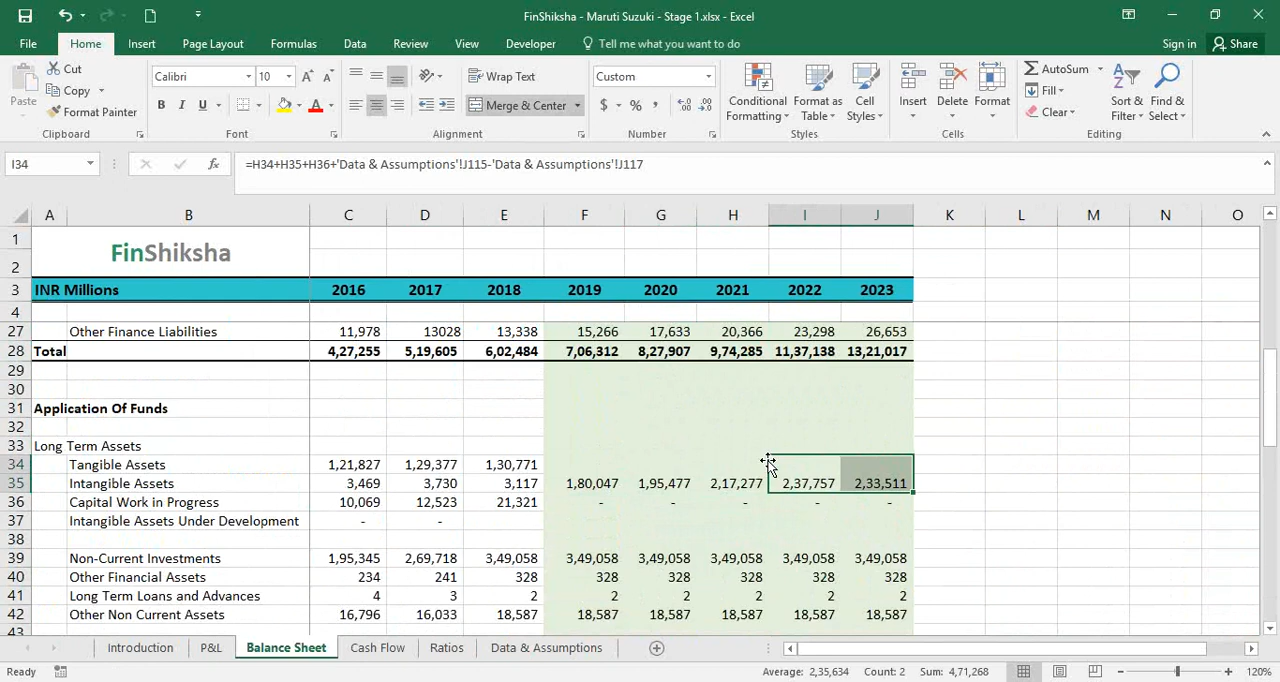 FinShiksha - Maruti Suzuki - Stage 1.xlsx - Excel
File Home Insert Page Layout Formulas Data Review View Developer Tell me what you want to do Sign in Share
Paste Cut Copy Format Painter
Calibri 10 A A
B I U A
Wrap Text
Merge & Center
Custom
$ % , .0 .00 .00 .0
Conditional Formatting Format as Table Cell Styles
Insert Delete Format
AutoSum Fill Clear Sort & Filter Find & Select
Clipboard Font Alignment Number Styles Cells Editing
I34 fx =H34+H35+H36+'Data & Assumptions'!J115-'Data & Assumptions'!J117
A B C D E F G H I J K L M N O
1
2 FinShiksha
3 INR Millions 2016 2017 2018 2019 2020 2021 2022 2023
4
27 Other Finance Liabilities 11,978 13028 13,338 15,266 17,633 20,366 23,298 26,653
28 Total 4,27,255 5,19,605 6,02,484 7,06,312 8,27,907 9,74,285 11,37,138 13,21,017
29
30
31 Application Of Funds
32
33 Long Term Assets
34 Tangible Assets 1,21,827 1,29,377 1,30,771
35 Intangible Assets 3,469 3,730 3,117 1,80,047 1,95,477 2,17,277 2,37,757 2,33,511
36 Capital Work in Progress 10,069 12,523 21,321 - - - - -
37 Intangible Assets Under Development - -
38
39 Non-Current Investments 1,95,345 2,69,718 3,49,058 3,49,058 3,49,058 3,49,058 3,49,058 3,49,058
40 Other Financial Assets 234 241 328 328 328 328 328 328
41 Long Term Loans and Advances 4 3 2 2 2 2 2 2
42 Other Non Current Assets 16,796 16,033 18,587 18,587 18,587 18,587 18,587 18,587
43
Introduction P&L Balance Sheet Cash Flow Ratios Data & Assumptions
Ready Average: 2,35,634 Count: 2 Sum: 4,71,268 120%